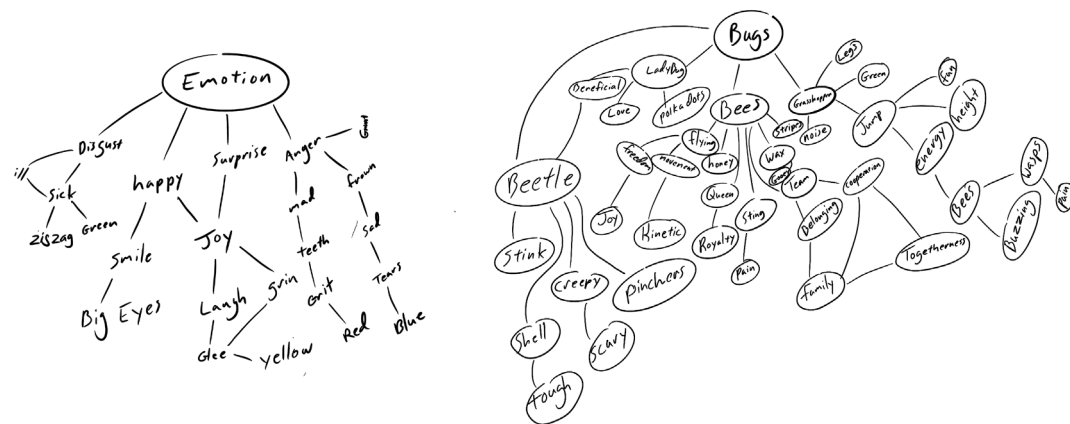 Emotion
Disgust
ill
Sick
zigzag
Green
happy
Smile
Big Eyes
Surprise
Joy
Laugh
grin
Glee
yellow
Anger
mad
teeth
Grit
Red
frown
sad
Tears
Blue
Bugs
LadyBug
Beneficial
Love
polkadots
Beetle
Stink
Shell
tough
creepy
scary
pinchers
Bees
flying
freedom
Joy
movement
Kinetic
honey
Queen
Royalty
Sting
pain
Stripes
wax
Team
Belonging
family
cooperation
Togetherness
Grasshopper
Legs
Green
noise
Jump
far
height
energy
Bees
wasps
pain
Buzzing